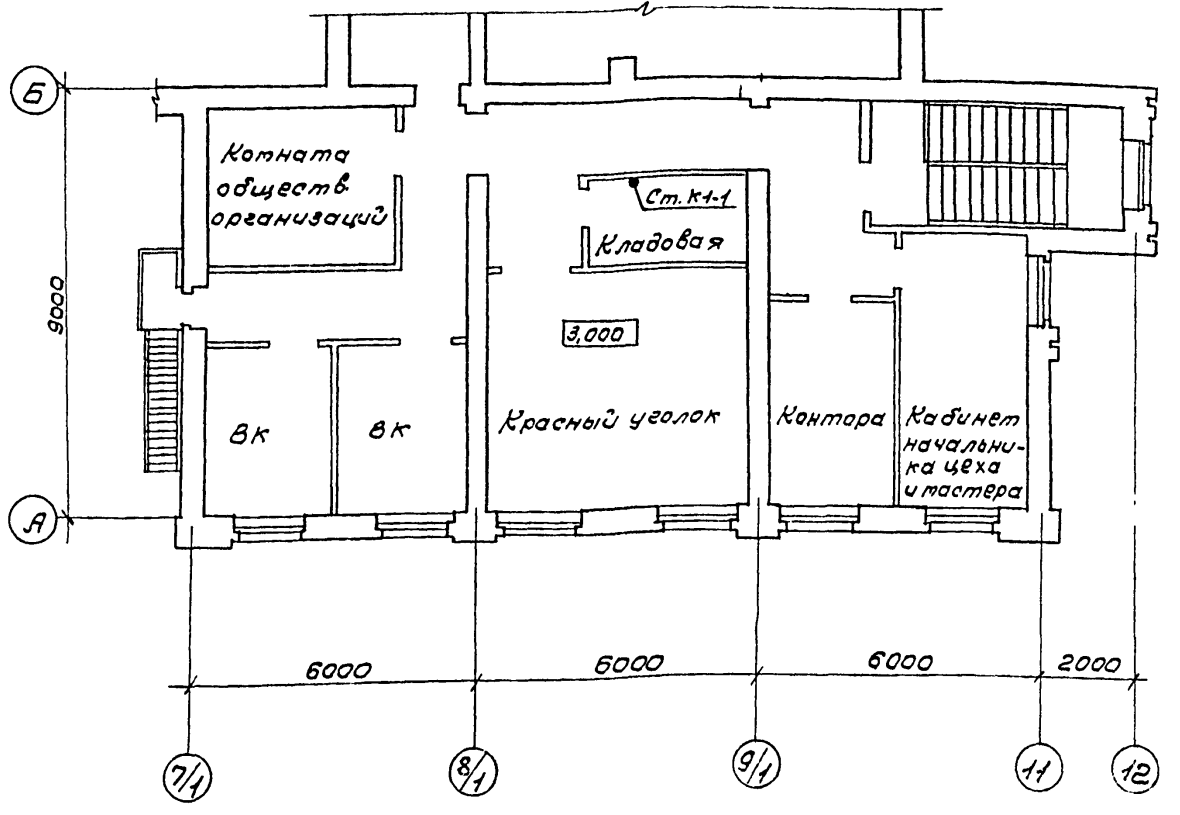 Б
Комната
обществ.
организаций
Ст. К1-1
Кладовая
9000
3,000
ВК
ВК
Красный уголок
Контора
Кабинет
начальни-
ка цеха
и мастера
А
6000
6000
6000
2000
7/1
8/1
9/1
11
12